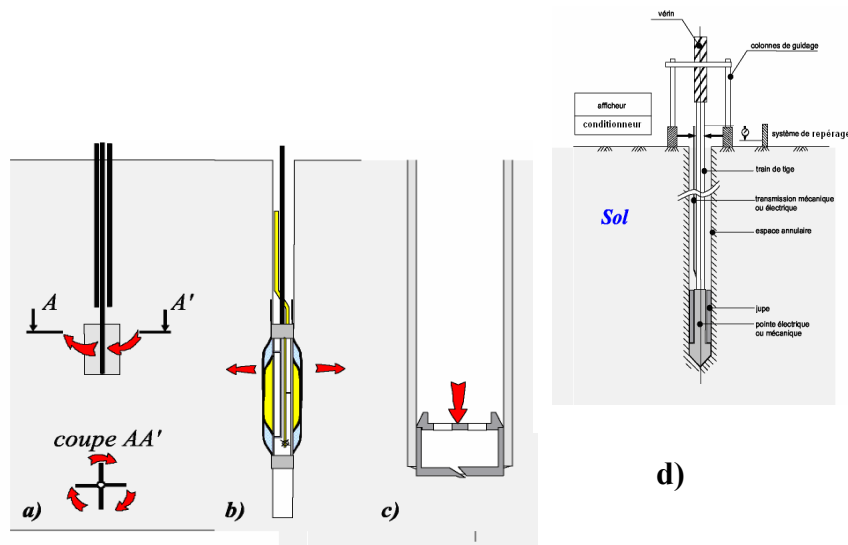 A
A'
coupe AA'
a)
b)
c)
vérin
colonnes de guidage
afficheur
conditionneur
système de repérage
train de tige
transmission mécanique
ou électrique
Sol
espace annulaire
jupe
pointe électrique
ou mécanique
d)